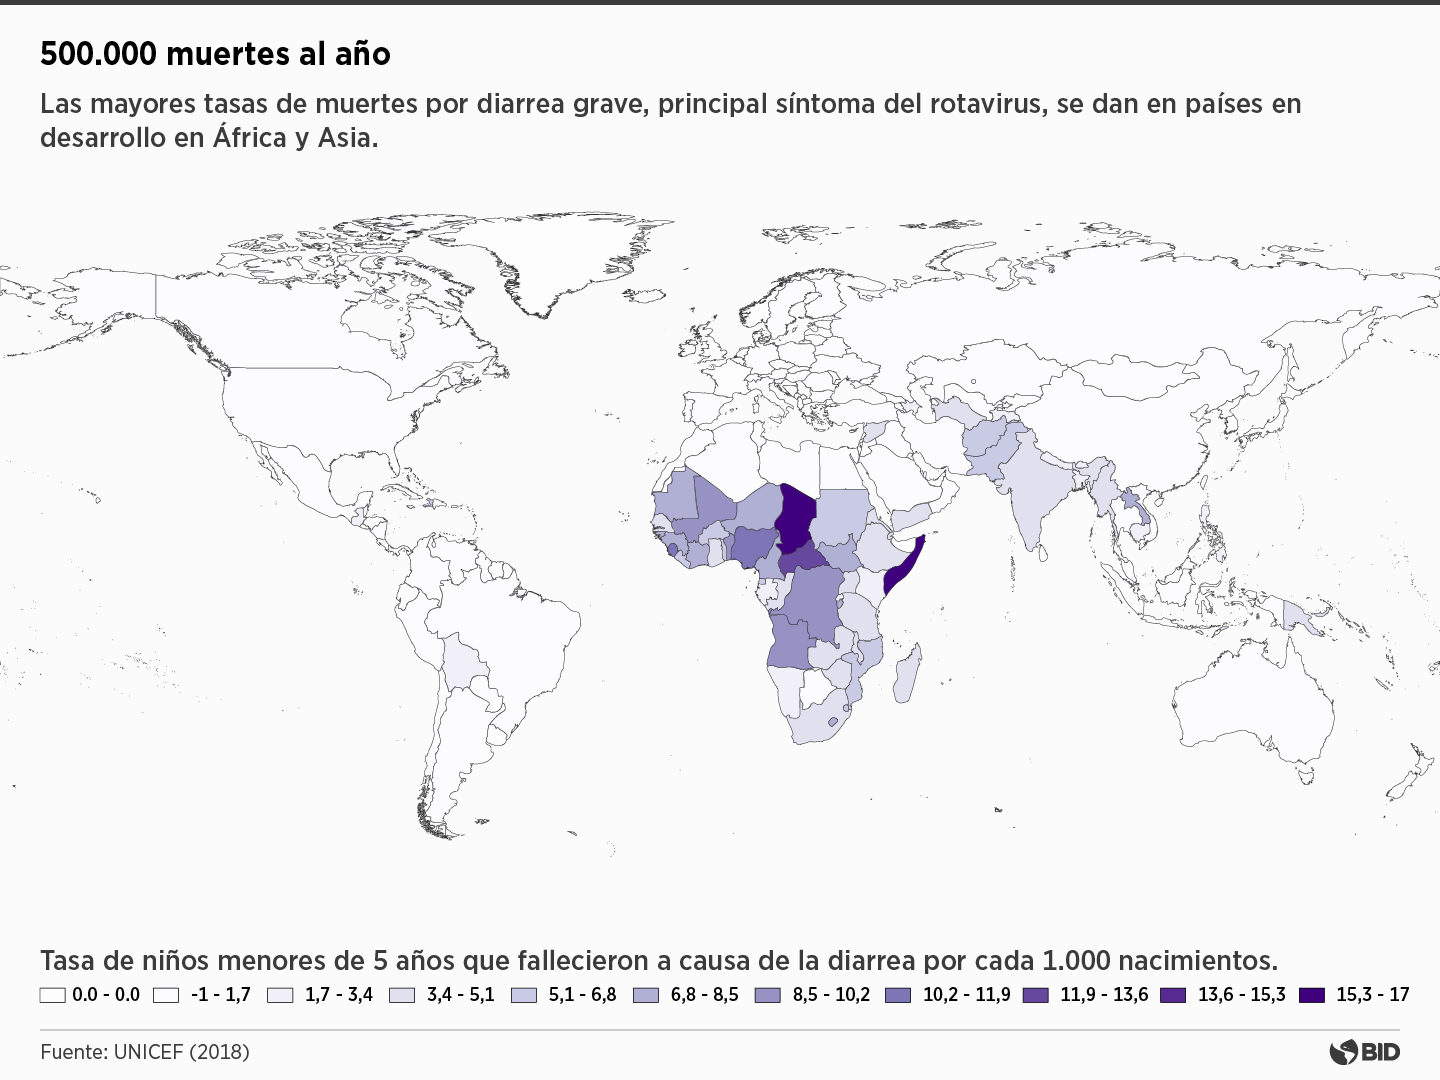 500.000 muertes al año
Las mayores tasas de muertes por diarrea grave, principal síntoma del rotavirus, se dan en países en
desarrollo en África y Asia.
Tasa de niños menores de 5 años que fallecieron a causa de la diarrea por cada 1.000 nacimientos.
0.0 - 0.0 -1 - 1,7 1,7 - 3,4 3,4 - 5,1 5,1 - 6,8 6,8 - 8,5 8,5 - 10,2 10,2 - 11,9 11,9 - 13,6 13,6 - 15,3 15,3 - 17
Fuente: UNICEF (2018)
BID